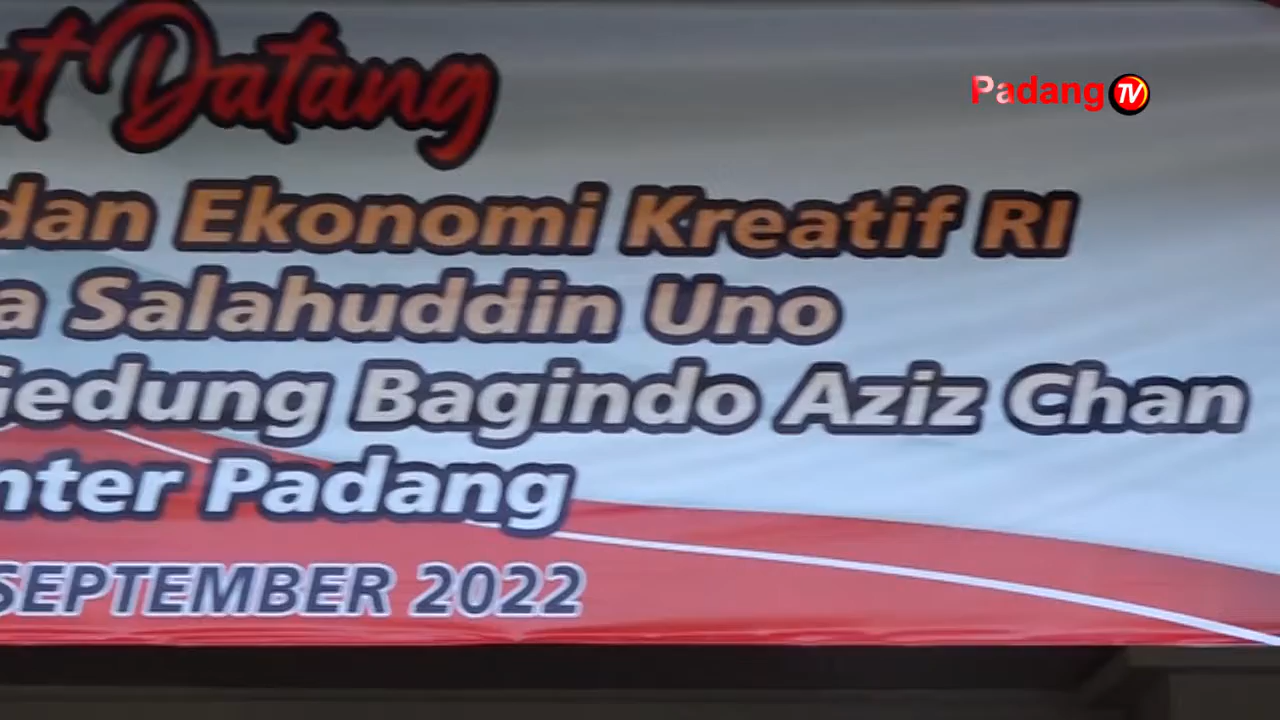 Padang TV
at Datang
dan Ekonomi Kreatif RI
a Salahuddin Uno
Gedung Bagindo Aziz Chan
nter Padang
SEPTEMBER 2022